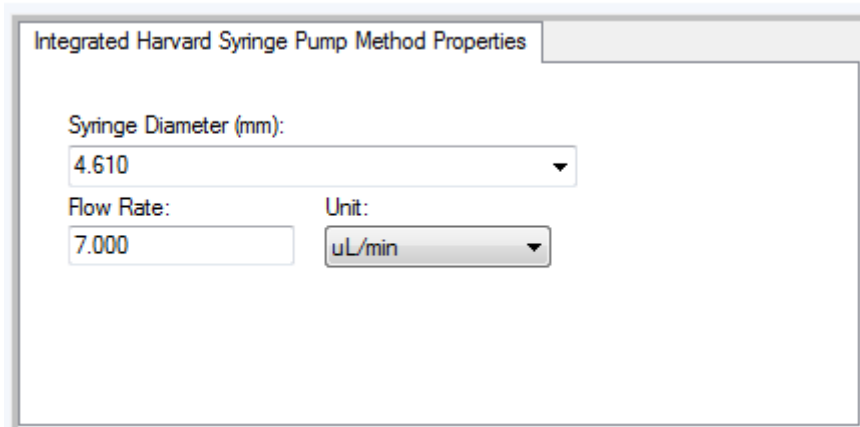 Integrated Harvard Syringe Pump Method Properties
Syringe Diameter (mm):
4.610
Flow Rate: Unit:
7.000 uL/min